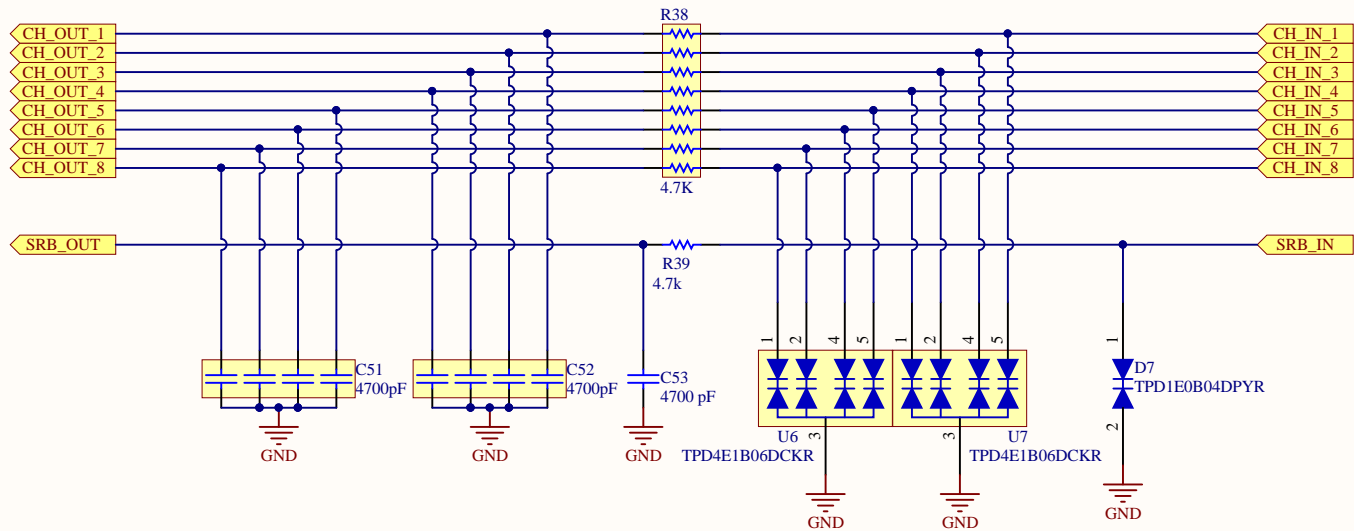 R38
CH_OUT_1 CH_IN_1
CH_OUT_2 CH_IN_2
CH_OUT_3 CH_IN_3
CH_OUT_4 CH_IN_4
CH_OUT_5 CH_IN_5
CH_OUT_6 CH_IN_6
CH_OUT_7 CH_IN_7
CH_OUT_8 CH_IN_8
4.7K
SRB_OUT SRB_IN
R39
4.7k
1 2 4 5 1 2 4 5 1
C51 C52 C53 D7
4700pF 4700pF 4700 pF TPD1E0B04DPYR
2
U6 3 3 U7
TPD4E1B06DCKR TPD4E1B06DCKR
GND GND GND
GND GND GND